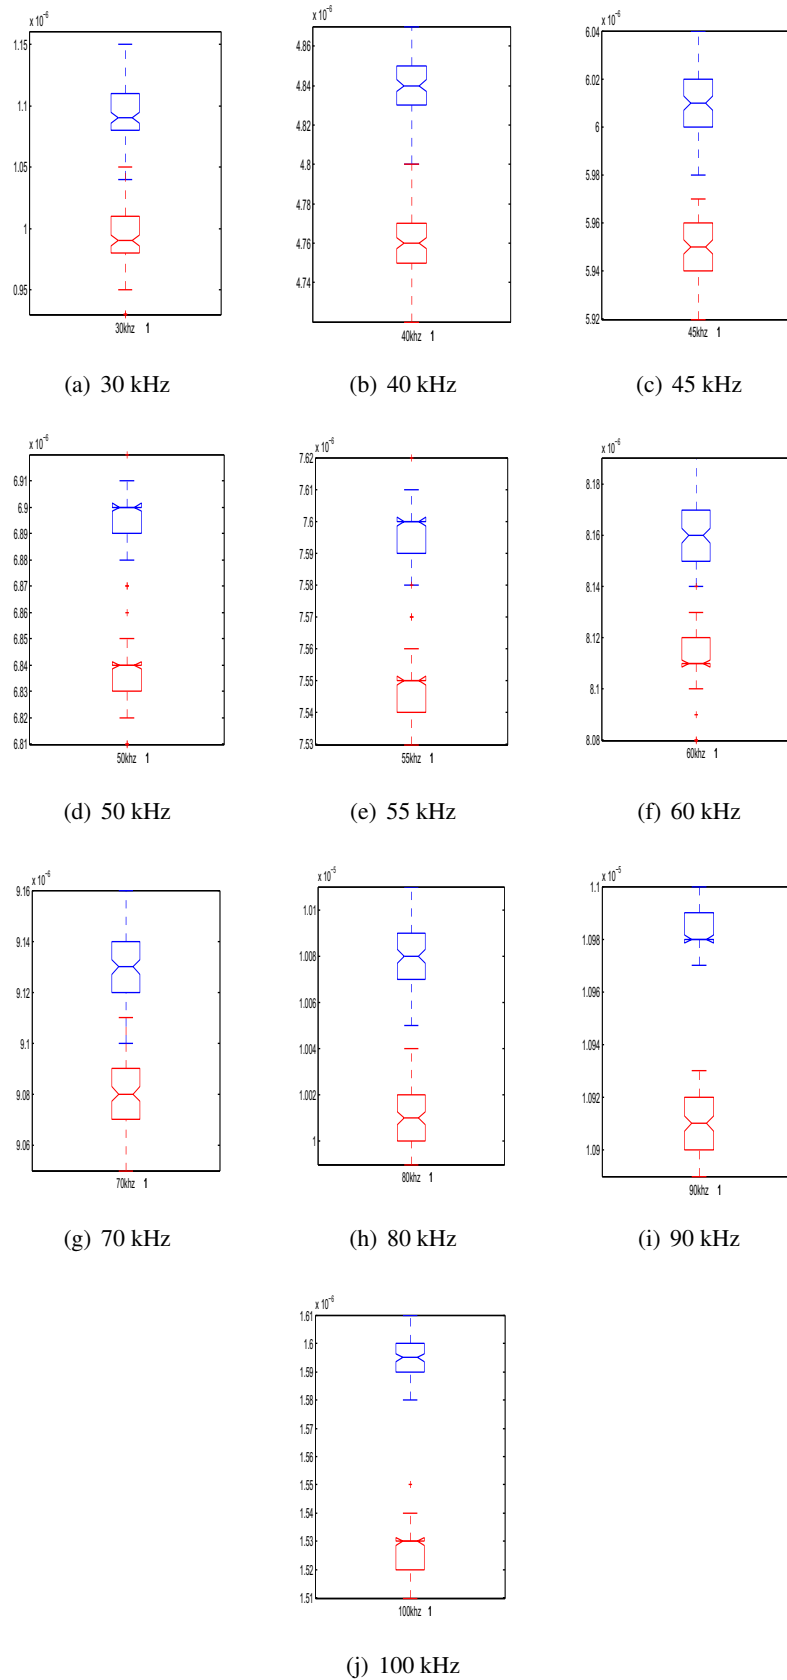 x 10⁻⁶ x 10⁻⁶ x 10⁻⁶
1.15 4.86 6.04
1.1 4.84 6.02
1.05 4.82 6
1 4.8 5.98
0.95 4.78 5.96
4.76 5.94
4.74 5.92
30khz 1 40khz 1 45khz 1
(a) 30 kHz (b) 40 kHz (c) 45 kHz
x 10⁻⁶ x 10⁻⁶ x 10⁻⁶
6.91 7.62 8.18
6.9 7.61 8.16
6.89 7.6 8.14
6.88 7.59 8.12
6.87 7.58 8.1
6.86 7.57 8.08
6.85 7.56
6.84 7.55
6.83 7.54
6.82 7.53
6.81
50khz 1 55khz 1 60khz 1
(d) 50 kHz (e) 55 kHz (f) 60 kHz
x 10⁻⁶ x 10⁻⁵ x 10⁻⁵
9.16 1.01 1.1
9.14 1.008 1.098
9.12 1.006 1.096
9.1 1.004 1.094
9.08 1.002 1.092
9.06 1 1.09
70khz 1 80khz 1 90khz 1
(g) 70 kHz (h) 80 kHz (i) 90 kHz
x 10⁻⁶
1.61
1.6
1.59
1.58
1.57
1.56
1.55
1.54
1.53
1.52
1.51
100khz 1
(j) 100 kHz